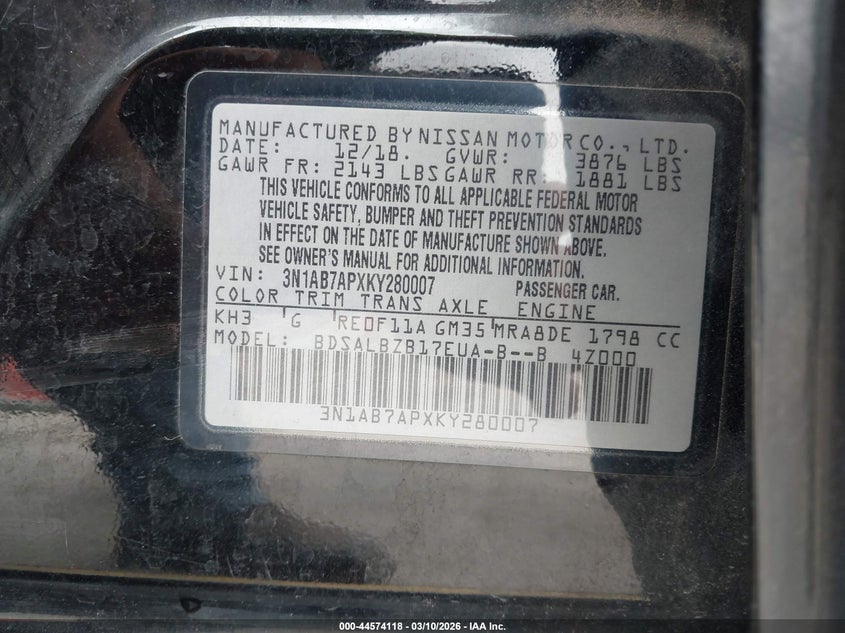 MANUFACTURED BY NISSAN MOTOR CO., LTD.
DATE: 12/18. GVWR: 3876 LBS
GAWR FR: 2143 LBS GAWR RR: 1881 LBS
THIS VEHICLE CONFORMS TO ALL APPLICABLE FEDERAL MOTOR
VEHICLE SAFETY, BUMPER AND THEFT PREVENTION STANDARDS
IN EFFECT ON THE DATE OF MANUFACTURE SHOWN ABOVE.
SEE OWNER'S MANUAL FOR ADDITIONAL INFORMATION.
VIN: 3N1AB7APXKY280007 PASSENGER CAR.
COLOR TRIM TRANS AXLE ENGINE
KH3 G RE0F11A GM35 MRA8DE 1798 CC
MODEL: BDSALBZB17EUA-B--B 4Z000
3N1AB7APXKY280007
000-44574118 - 03/10/2026 - IAA Inc.